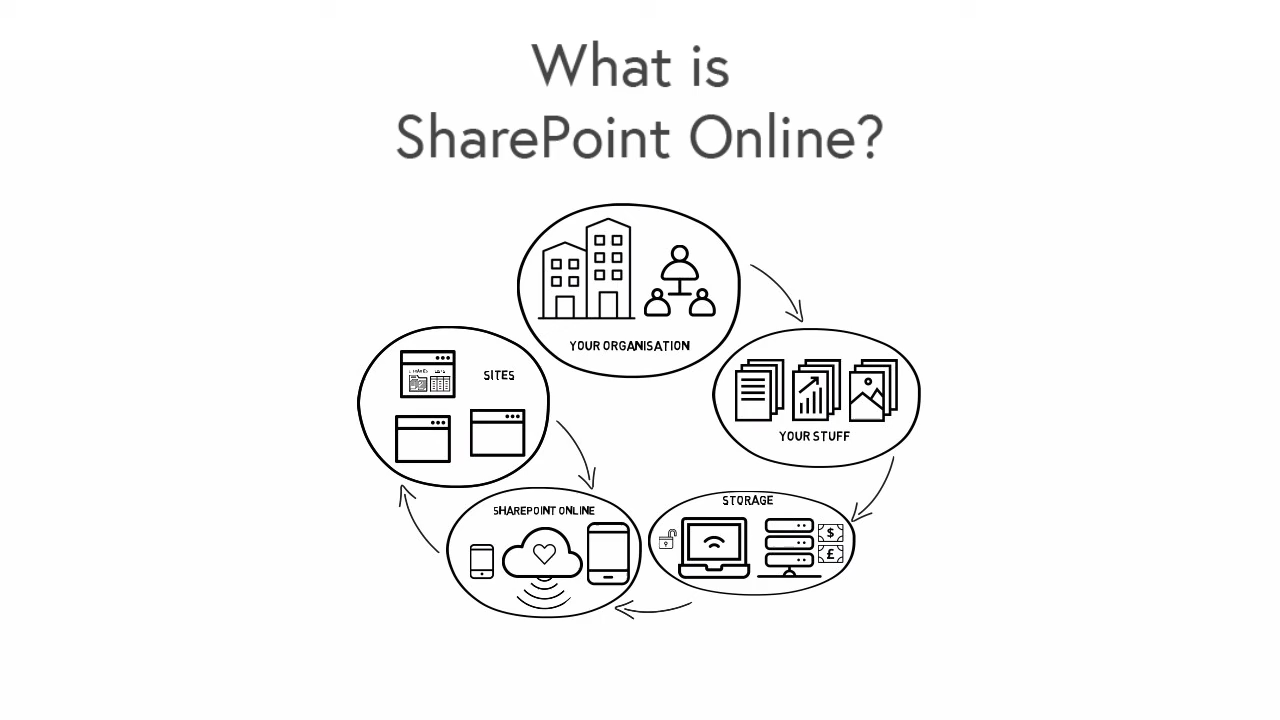 What is
SharePoint Online?
YOUR ORGANISATION
YOUR STUFF
STORAGE
$
£
SHAREPOINT ONLINE
SITES